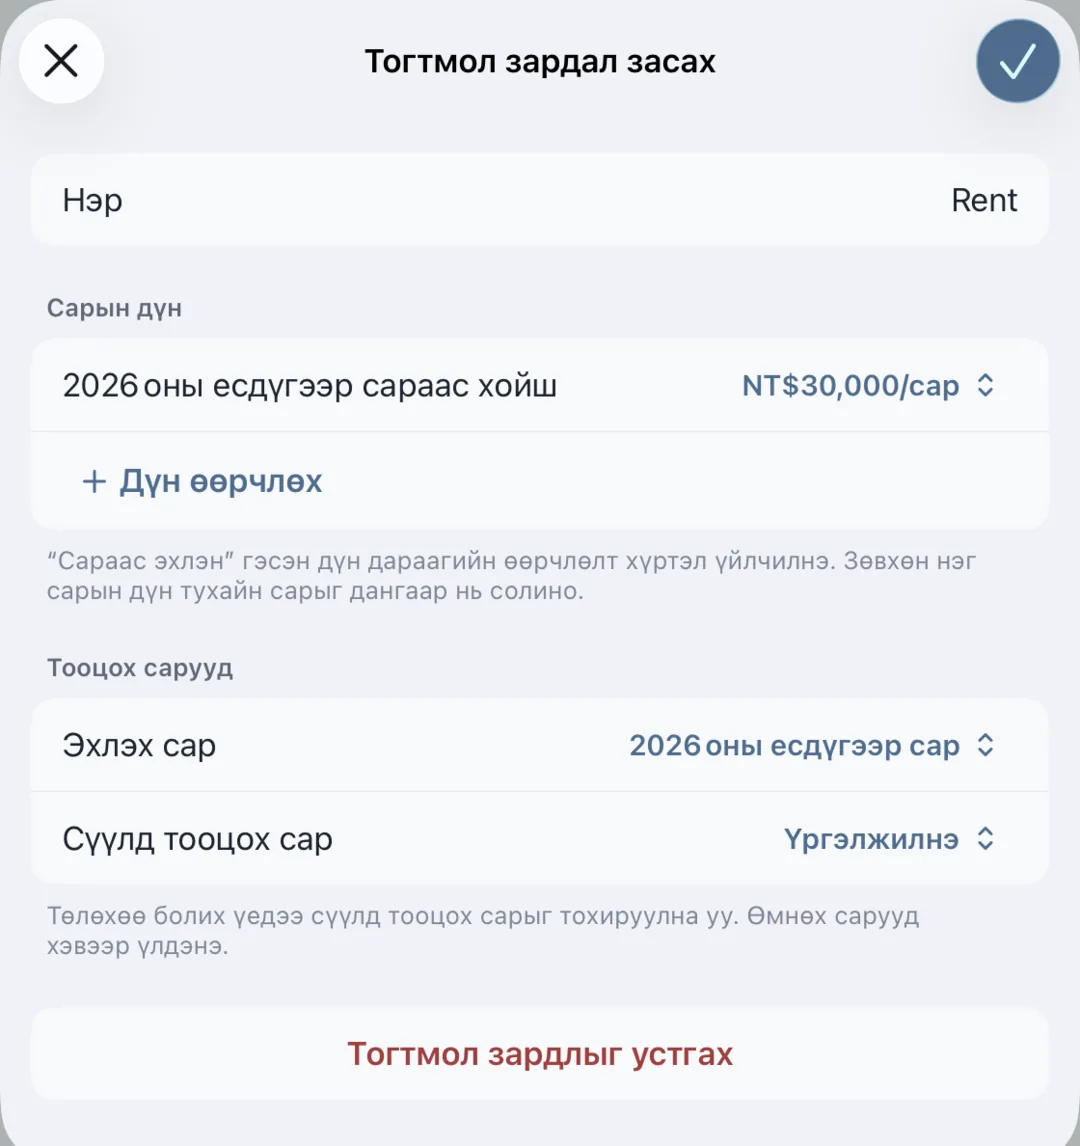 Тогтмол зардал засах
Нэр Rent
Сарын дүн
2026 оны есдүгээр сараас хойш NT$30,000/сар
+ Дүн өөрчлөх
“Сараас эхлэн” гэсэн дүн дараагийн өөрчлөлт хүртэл үйлчилнэ. Зөвхөн нэг
сарын дүн тухайн сарыг дангаар нь солино.
Тооцох сарууд
Эхлэх сар 2026 оны есдүгээр сар
Сүүлд тооцох сар Үргэлжилнэ
Төлөхөө болих үедээ сүүлд тооцох сарыг тохируулна уу. Өмнөх сарууд
хэвээр үлдэнэ.
Тогтмол зардлыг устгах